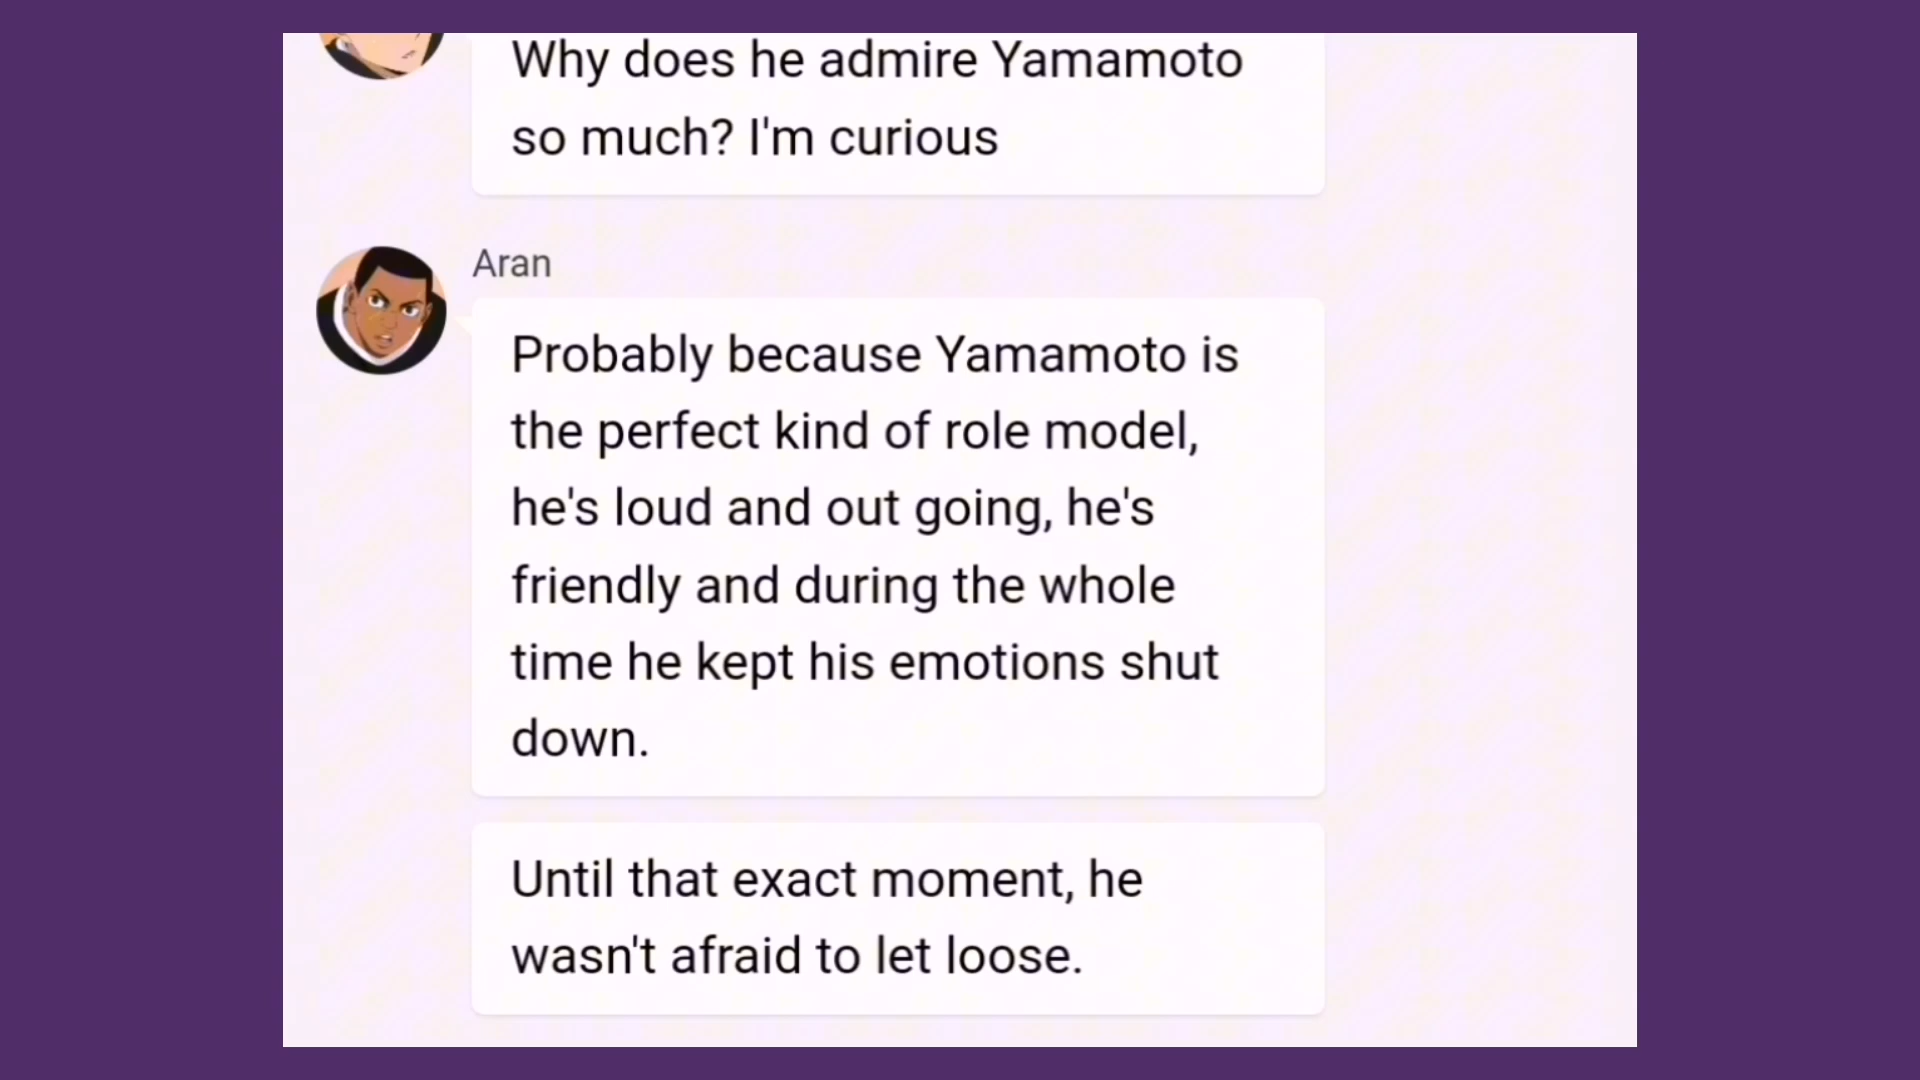 Why does he admire Yamamoto
so much? I'm curious
Aran
Probably because Yamamoto is
the perfect kind of role model,
he's loud and out going, he's
friendly and during the whole
time he kept his emotions shut
down.
Until that exact moment, he
wasn't afraid to let loose.